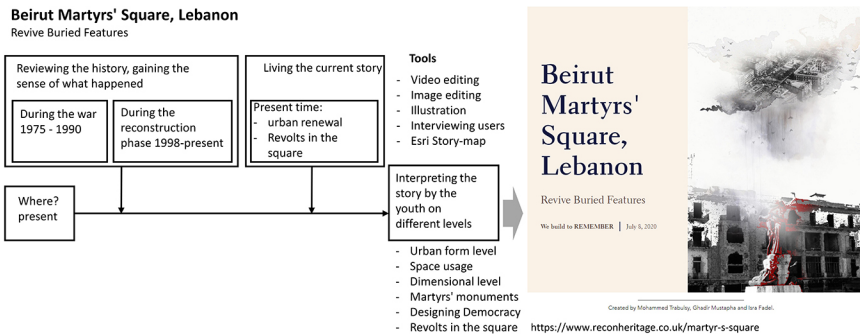 Beirut Martyrs' Square, Lebanon
Revive Buried Features
Reviewing the history, gaining the
sense of what happened
During the war
1975 - 1990
During the
reconstruction
phase 1998-present
Living the current story
Present time:
- urban renewal
- Revolts in the
square
Where?
present
Tools
- Video editing
- Image editing
- Illustration
- Interviewing users
- Esri Story-map
Interpreting the
story by the
youth on
different levels
- Urban form level
- Space usage
- Dimensional level
- Martyrs' monuments
- Designing Democracy
- Revolts in the square
Beirut
Martyrs'
Square,
Lebanon
Revive Buried Features
We build to REMEMBER | July 8, 2020
Created by Mohammed Trabulsy, Ghadir Mustapha and Isra Fadel.
https://www.reconheritage.co.uk/martyr-s-square